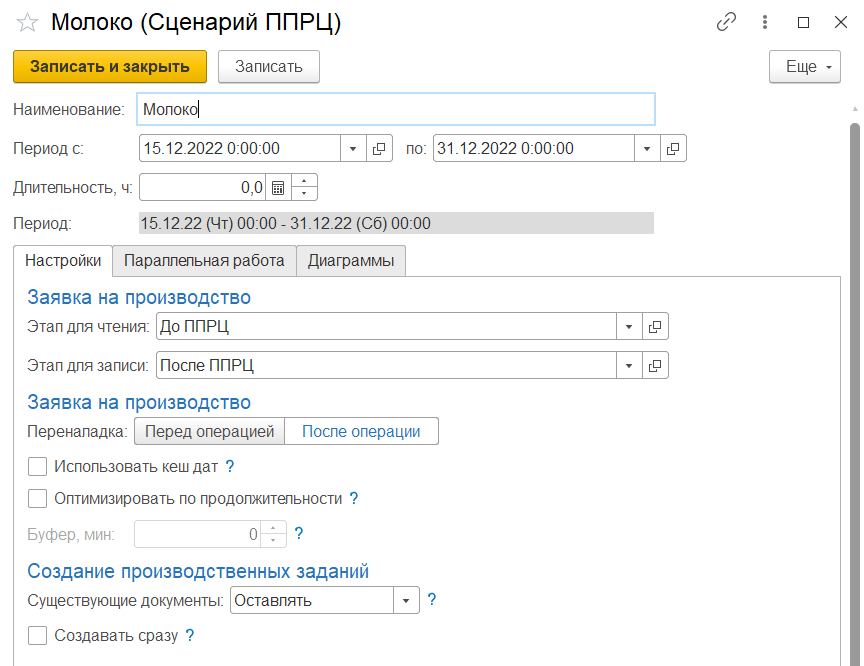 Молоко (Сценарий ППРЦ)
Записать и закрыть Записать Еще
Наименование: Молоко
Период с: 15.12.2022 0:00:00 по: 31.12.2022 0:00:00
Длительность, ч: 0,0
Период: 15.12.22 (Чт) 00:00 - 31.12.22 (Сб) 00:00
Настройки Параллельная работа Диаграммы
Заявка на производство
Этап для чтения: До ППРЦ
Этап для записи: После ППРЦ
Заявка на производство
Переналадка: Перед операцией После операции
Использовать кеш дат ?
Оптимизировать по продолжительности ?
Буфер, мин: 0 ?
Создание производственных заданий
Существующие документы: Оставлять ?
Создавать сразу ?